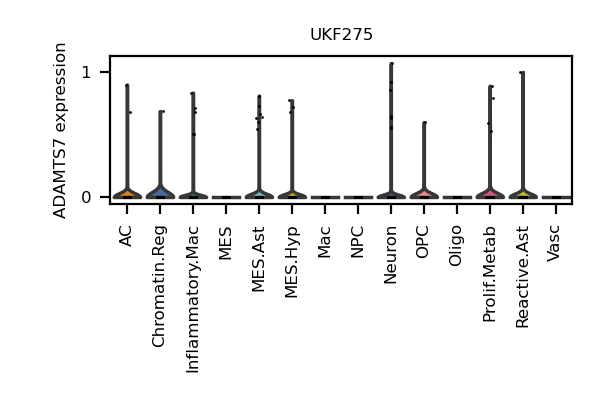 UKF275
ADAMTS7 expression
1
0
AC
Chromatin.Reg
Inflammatory.Mac
MES
MES.Ast
MES.Hyp
Mac
NPC
Neuron
OPC
Oligo
Prolif.Metab
Reactive.Ast
Vasc